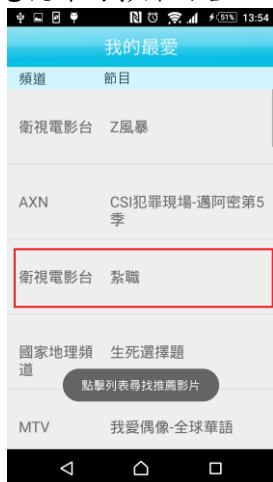 51% 13:54
我的最愛
頻道 節目
衛視電影台 Z風暴
AXN CSI犯罪現場-邁阿密第5
季
衛視電影台 紮職
國家地理頻 生死選擇題
道
點擊列表尋找推薦影片
MTV 我愛偶像-全球華語